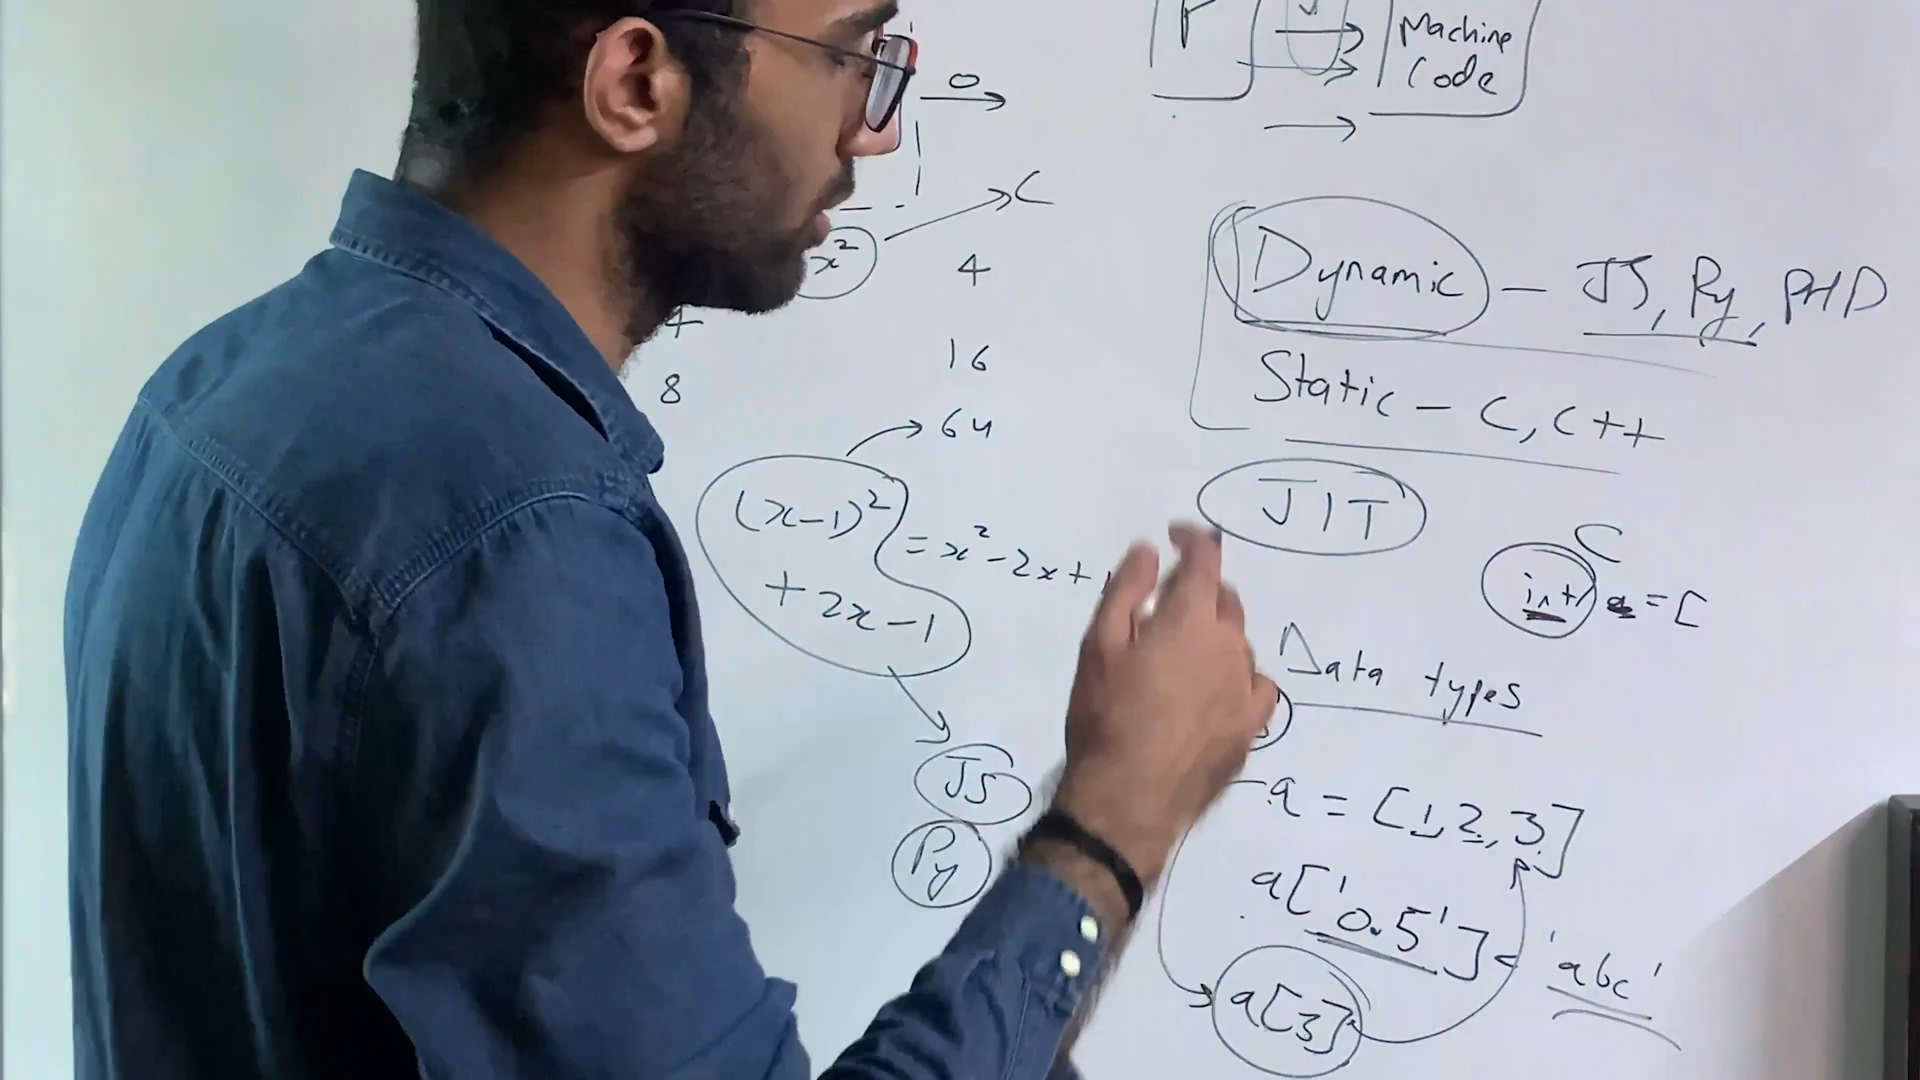 Machine
Code
0
C
x²
4
16
8
64
Dynamic - JS, Py, PHP
Static - C, C++
JIT
(x-1)²
= x² - 2x +
+ 2x - 1
C
int a = [
Data types
JS
Py
a = [1, 2, 3]
a['0.5'] = 'abc'
a[3]